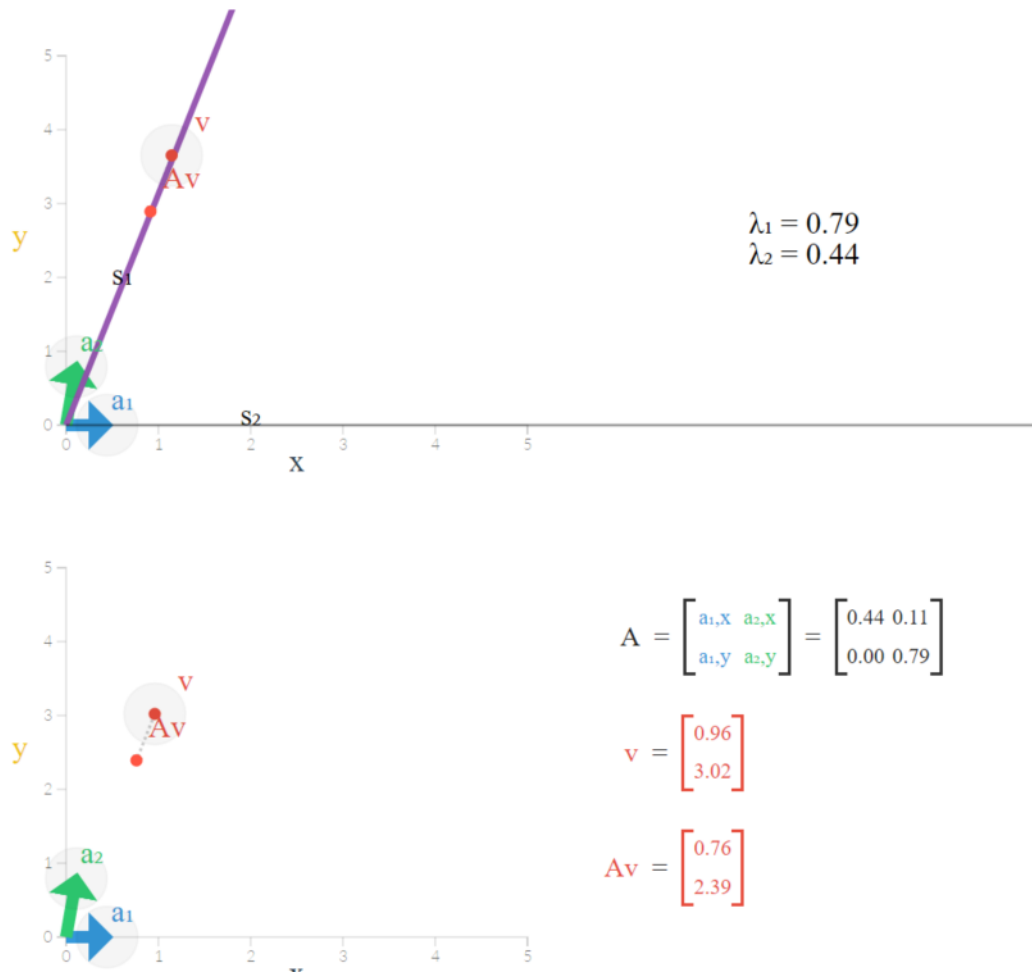 5
4
v
Av
3
y
λ₁ = 0.79
λ₂ = 0.44
2
s₁
1
a₂
a₁
s₂
0
0 1 2 3 4 5
x
5
4
v
3
Av
y
2
1
a₂
a₁
0
0 1 2 3 4 5
x
A = [ a₁,x a₂,x ] = [ 0.44 0.11 ]
a₁,y a₂,y 0.00 0.79
v = [ 0.96
3.02 ]
Av = [ 0.76
2.39 ]